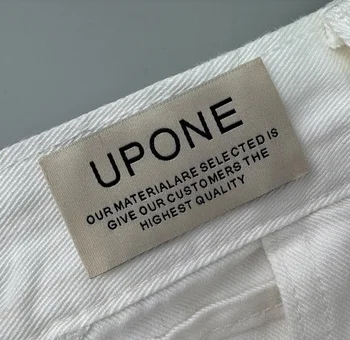 UPONE
OUR MATERIALARE SELECTED IS
GIVE OUR CUSTOMERS THE
HIGHEST QUALITY